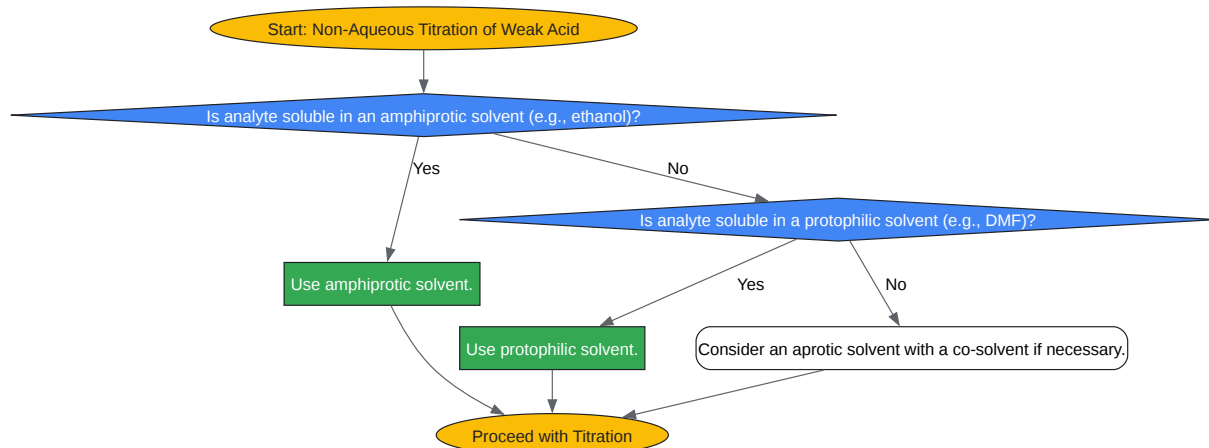 Start: Non-Aqueous Titration of Weak Acid
Is analyte soluble in an amphiprotic solvent (e.g., ethanol)?
Yes
No
Is analyte soluble in a protophilic solvent (e.g., DMF)?
Use amphiprotic solvent.
Yes
No
Use protophilic solvent.
Consider an aprotic solvent with a co-solvent if necessary.
Proceed with Titration